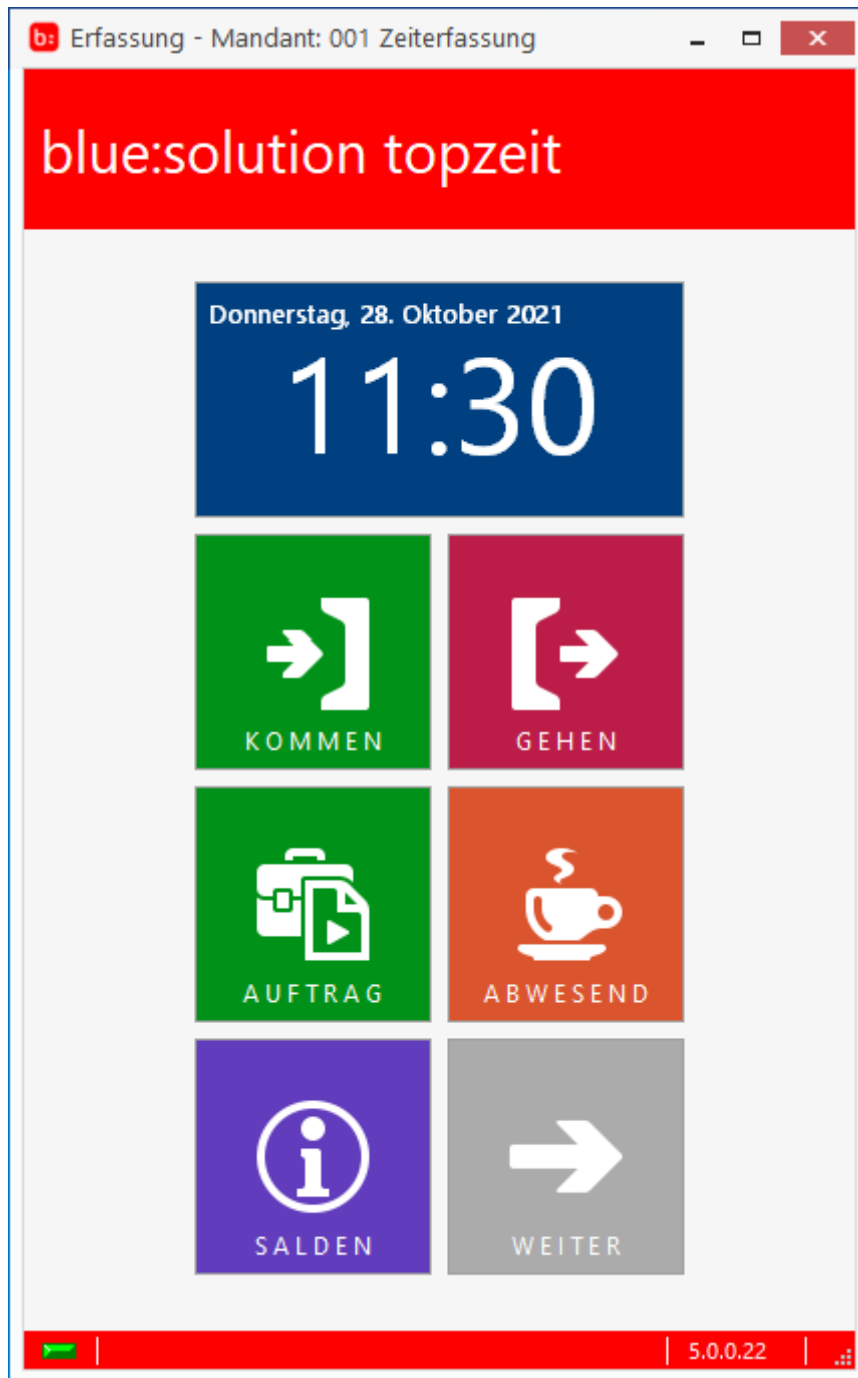 b: Erfassung - Mandant: 001 Zeiterfassung
blue:solution topzeit
Donnerstag, 28. Oktober 2021
11:30
KOMMEN
GEHEN
AUFTRAG
ABWESEND
SALDEN
WEITER
5.0.0.22